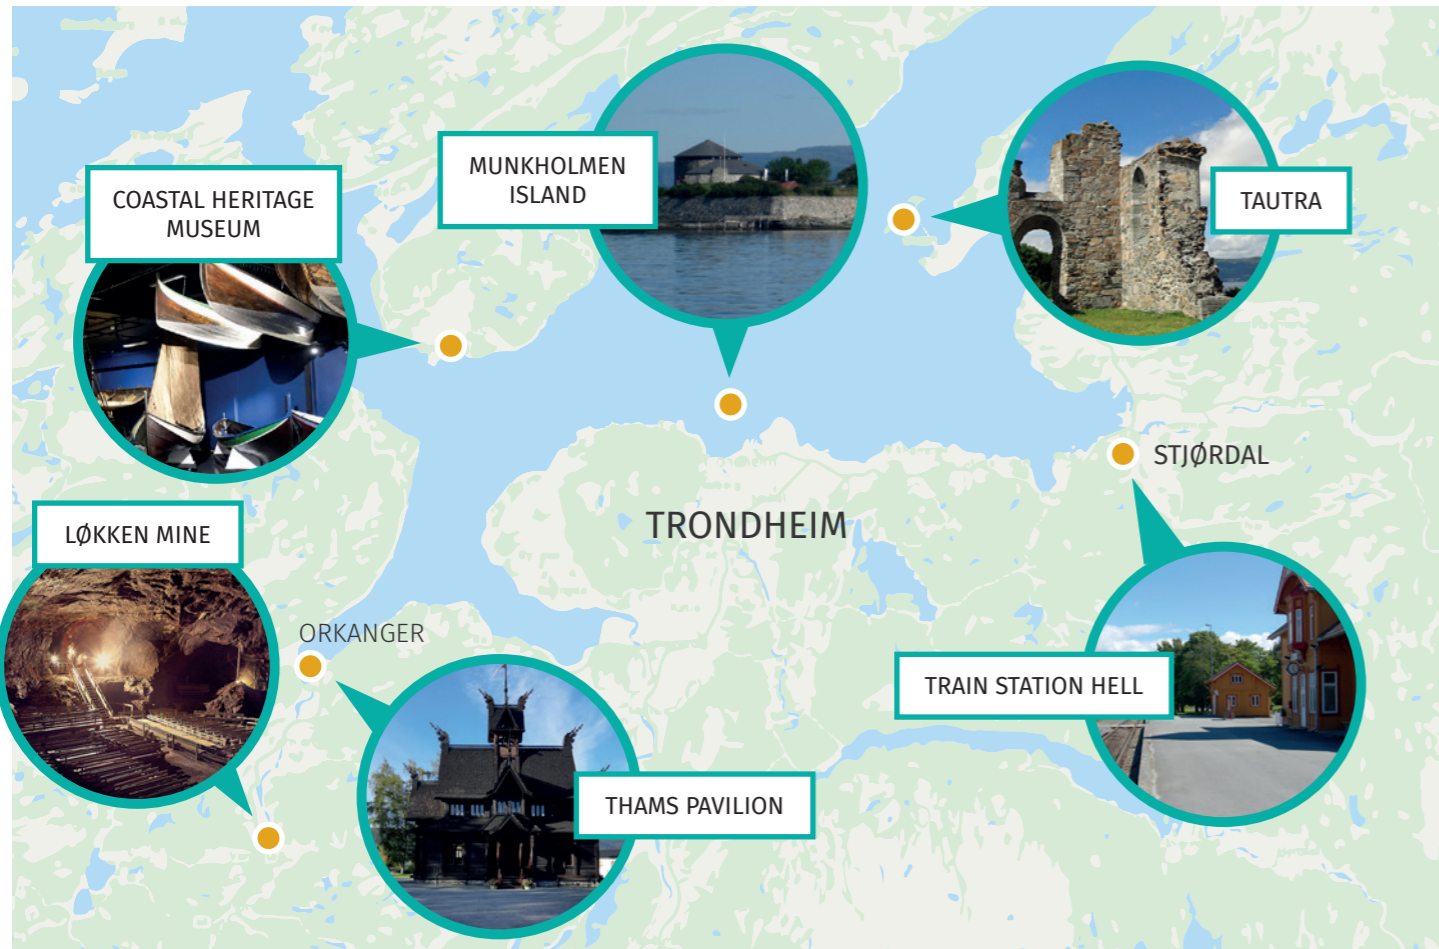 MUNKHOLMEN
ISLAND
COASTAL HERITAGE
MUSEUM
TAUTRA
STJØRDAL
TRONDHEIM
LØKKEN MINE
ORKANGER
TRAIN STATION HELL
THAMS PAVILION